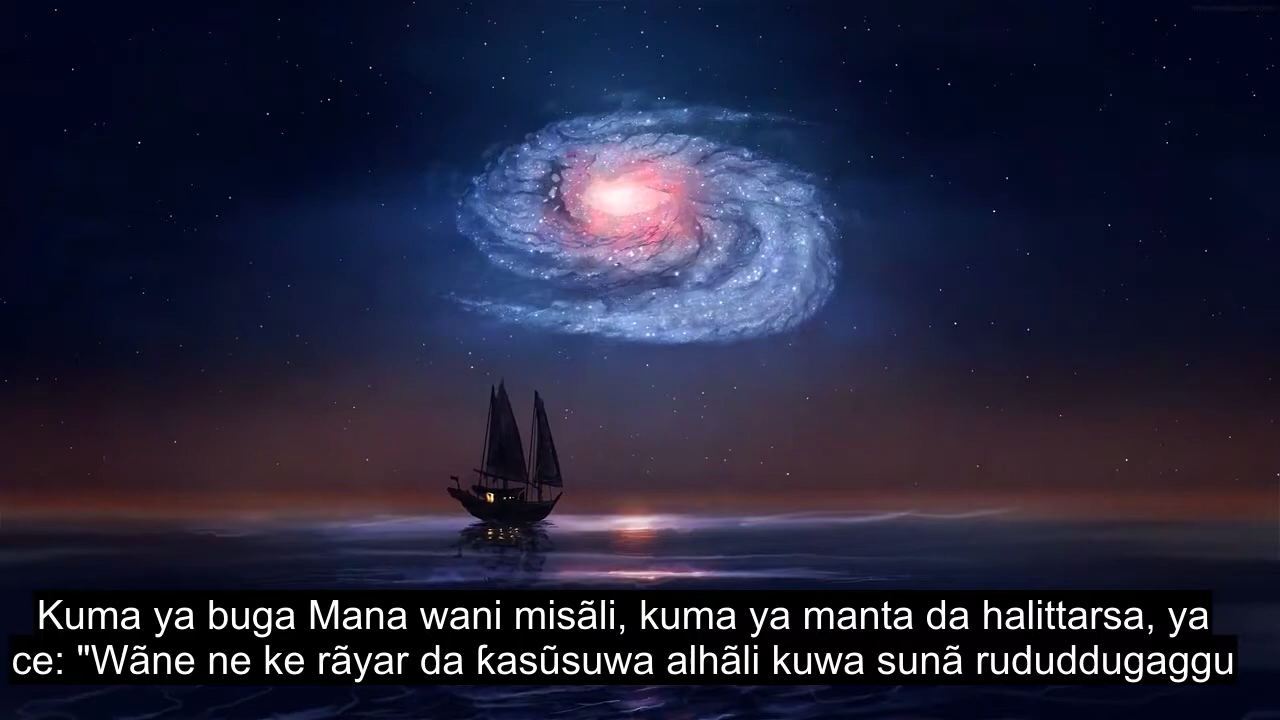 Kuma ya buga Mana wani misãli, kuma ya manta da halittarsa, ya
ce: "Wãne ne ke rãyar da ƙasũsuwa alhãli kuwa sunã rududdugaggu